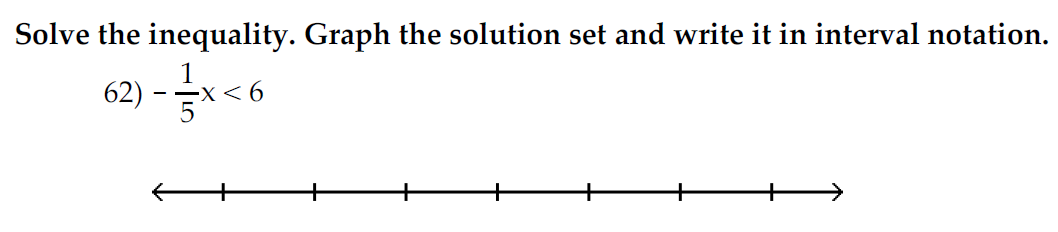 Solve the inequality. Graph the solution set and write it in interval notation.
62) - 1/5 x < 6